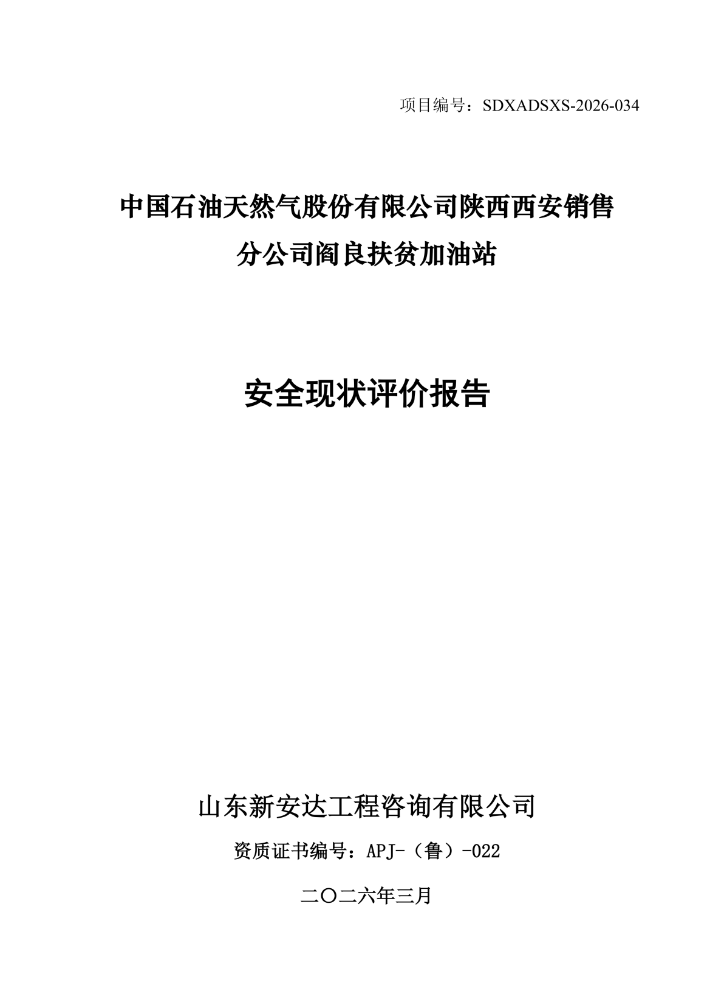 项目编号：SDXADSXS-2026-034
中国石油天然气股份有限公司陕西西安销售
分公司阎良扶贫加油站
安全现状评价报告
山东新安达工程咨询有限公司
资质证书编号：APJ-（鲁）-022
二〇二六年三月